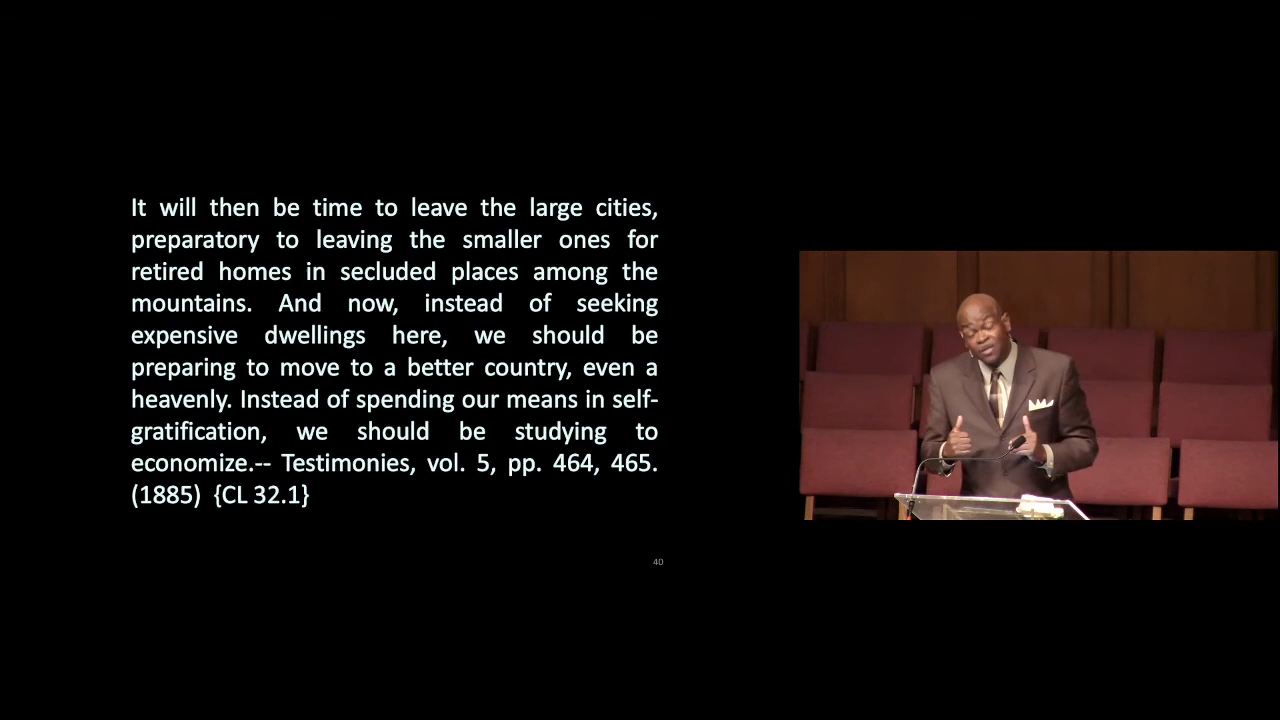 It will then be time to leave the large cities,
preparatory to leaving the smaller ones for
retired homes in secluded places among the
mountains. And now, instead of seeking
expensive dwellings here, we should be
preparing to move to a better country, even a
heavenly. Instead of spending our means in self-
gratification, we should be studying to
economize.-- Testimonies, vol. 5, pp. 464, 465.
(1885) {CL 32.1}
40